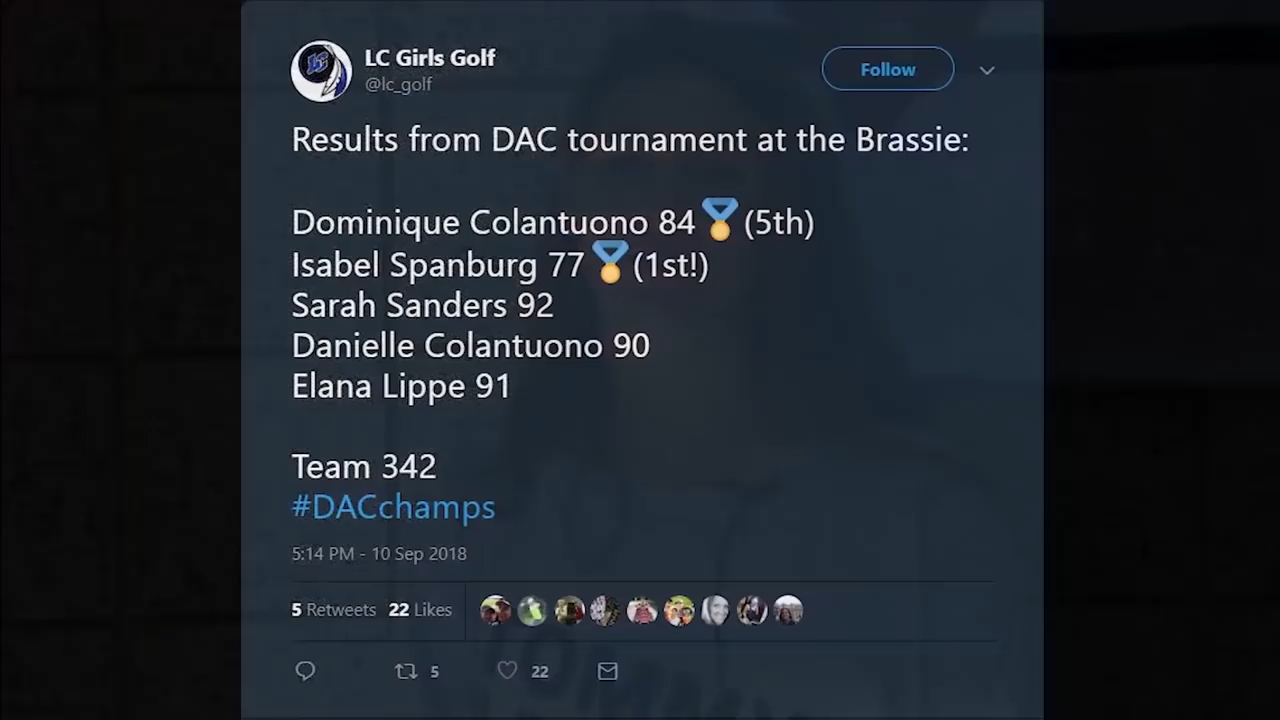 LC
LC Girls Golf
@lc_golf
Follow
Results from DAC tournament at the Brassie:
Dominique Colantuono 84🏅(5th)
Isabel Spanburg 77🏅(1st!)
Sarah Sanders 92
Danielle Colantuono 90
Elana Lippe 91
Team 342
#DACchamps
5:14 PM - 10 Sep 2018
5 Retweets 22 Likes
5 22